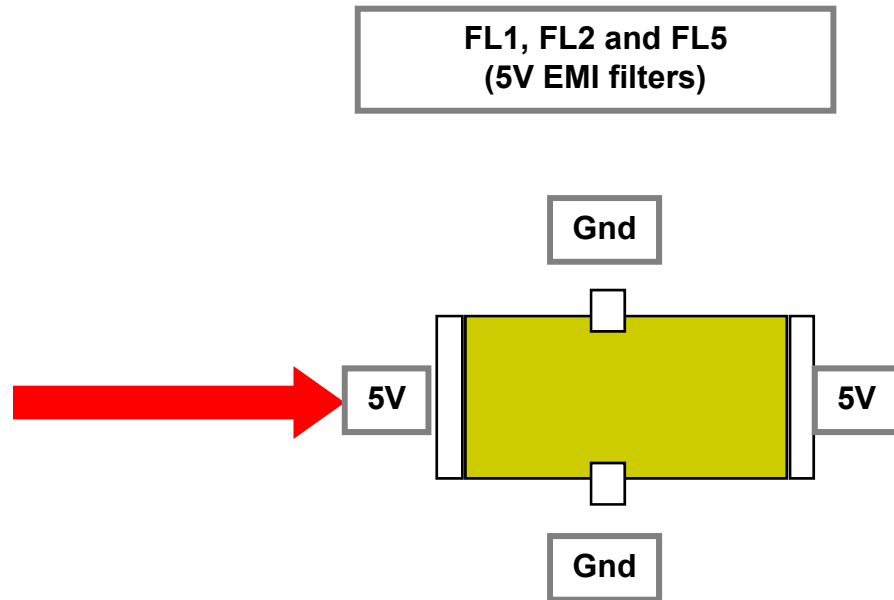 FL1, FL2 and FL5
(5V EMI filters)
Gnd
5V
5V
Gnd